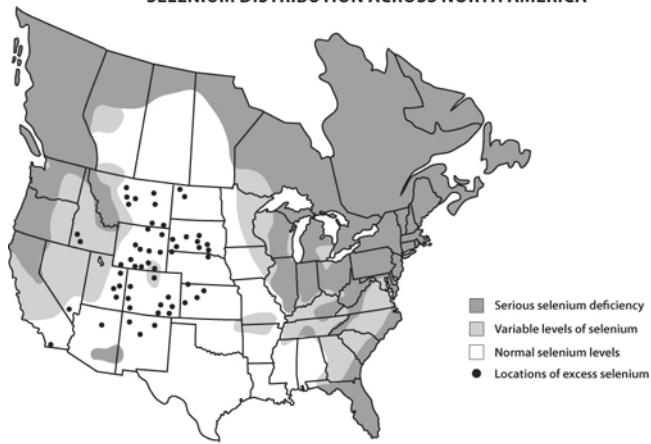 SELENIUM DISTRIBUTION ACROSS NORTH AMERICA
Serious selenium deficiency
Variable levels of selenium
Normal selenium levels
Locations of excess selenium